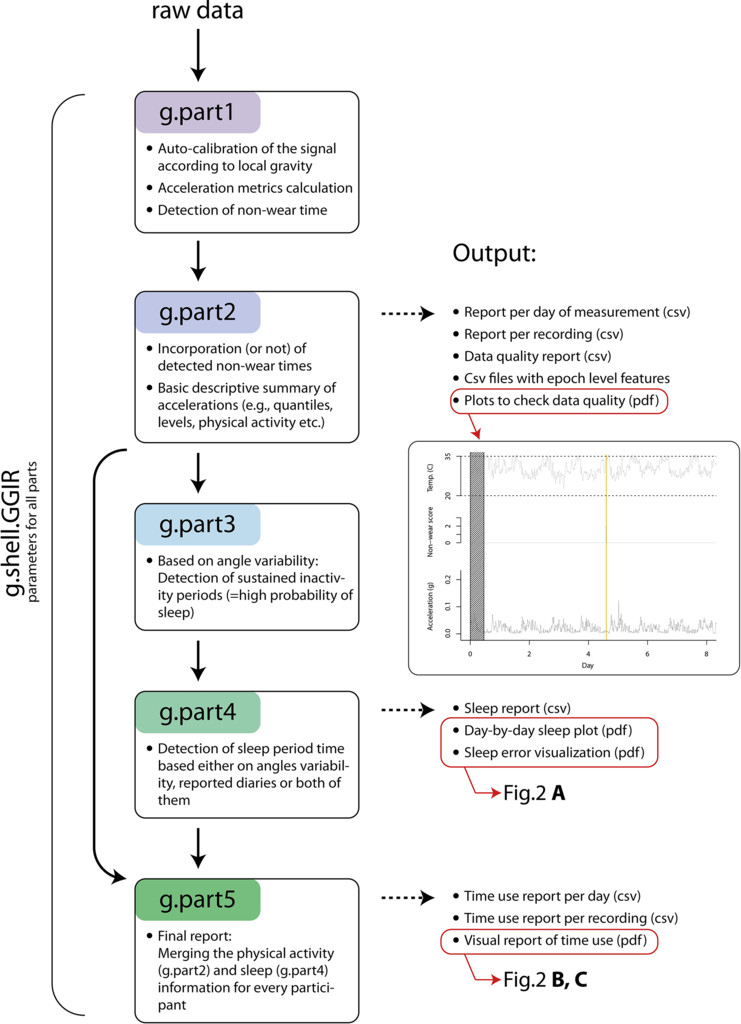 raw data
g.shell.GGIR
parameters for all parts
g.part1
• Auto-calibration of the signal
according to local gravity
• Acceleration metrics calculation
• Detection of non-wear time
g.part2
• Incorporation (or not) of
detected non-wear times
• Basic descriptive summary of
accelerations (e.g., quantiles,
levels, physical activity etc.)
Output:
• Report per day of measurement (csv)
• Report per recording (csv)
• Data quality report (csv)
• Csv files with epoch level features
• Plots to check data quality (pdf)
Temp. (C)
35
20
Non-wear score
2
0
Acceleration (g)
0.2
0.1
0.0
0 2 4 6 8
Day
g.part3
• Based on angle variability:
Detection of sustained inactiv-
ity periods (=high probability of
sleep)
g.part4
• Detection of sleep period time
based either on angles variabil-
ity, reported diaries or both of
them
• Sleep report (csv)
• Day-by-day sleep plot (pdf)
• Sleep error visualization (pdf)
Fig.2 A
g.part5
• Final report:
Merging the physical activity
(g.part2) and sleep (g.part4)
information for every partici-
pant
• Time use report per day (csv)
• Time use report per recording (csv)
• Visual report of time use (pdf)
Fig.2 B, C